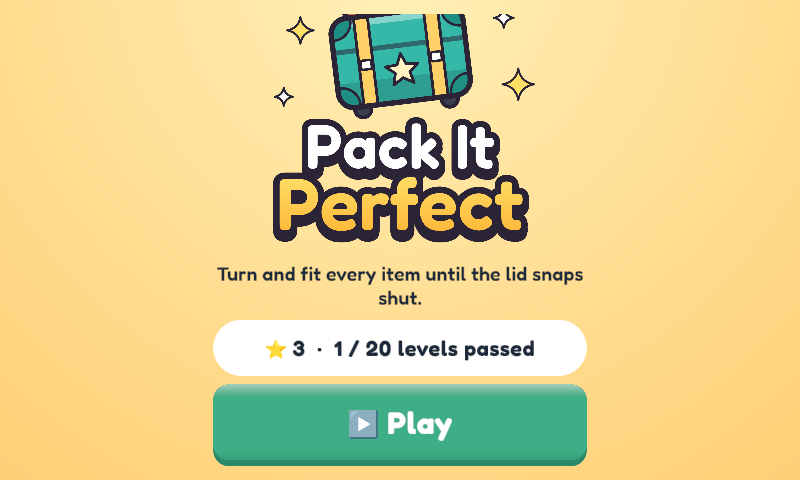 Pack It
Perfect
Turn and fit every item until the lid snaps
shut.
⭐ 3 · 1 / 20 levels passed
▶️ Play